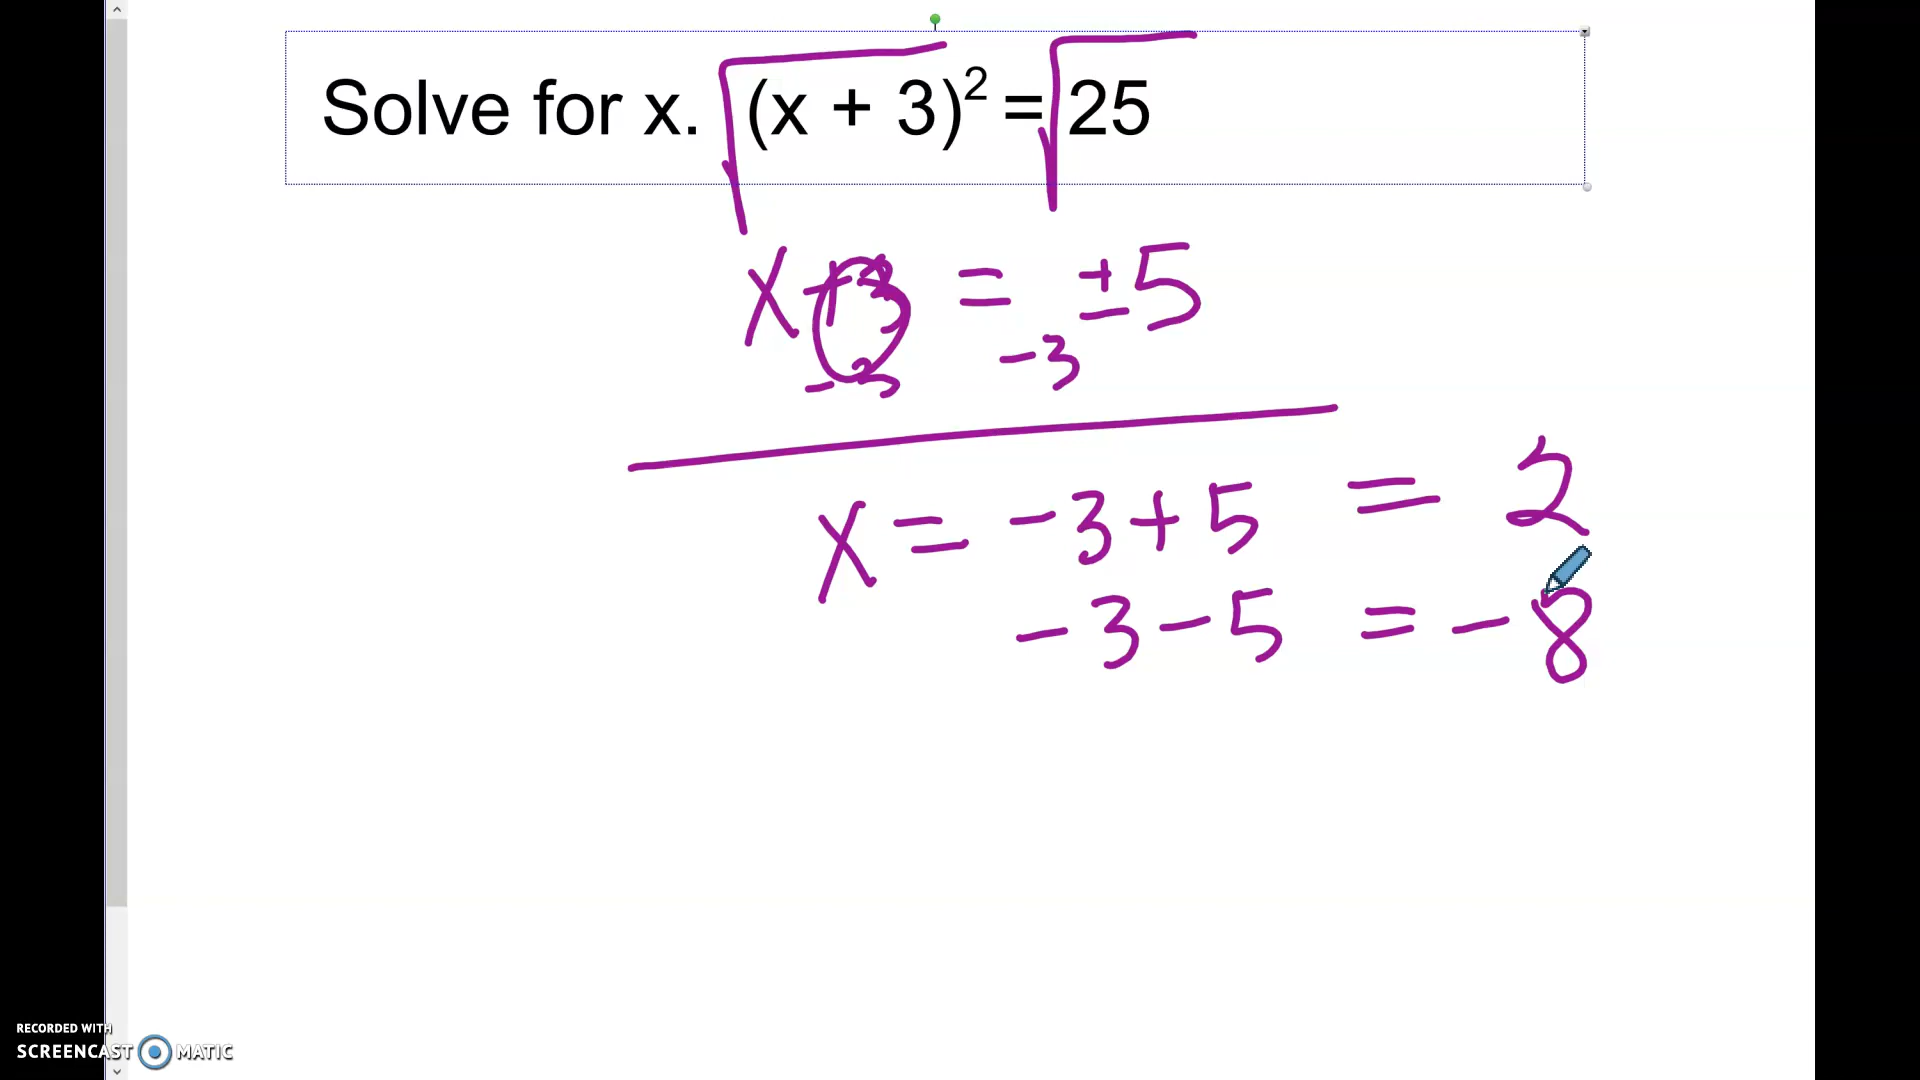 Solve for x. √(x + 3)² = √25
x + 3 = ± 5
- 3 - 3
x = - 3 + 5 = 2
- 3 - 5 = - 8
RECORDED WITH
SCREENCAST MATIC